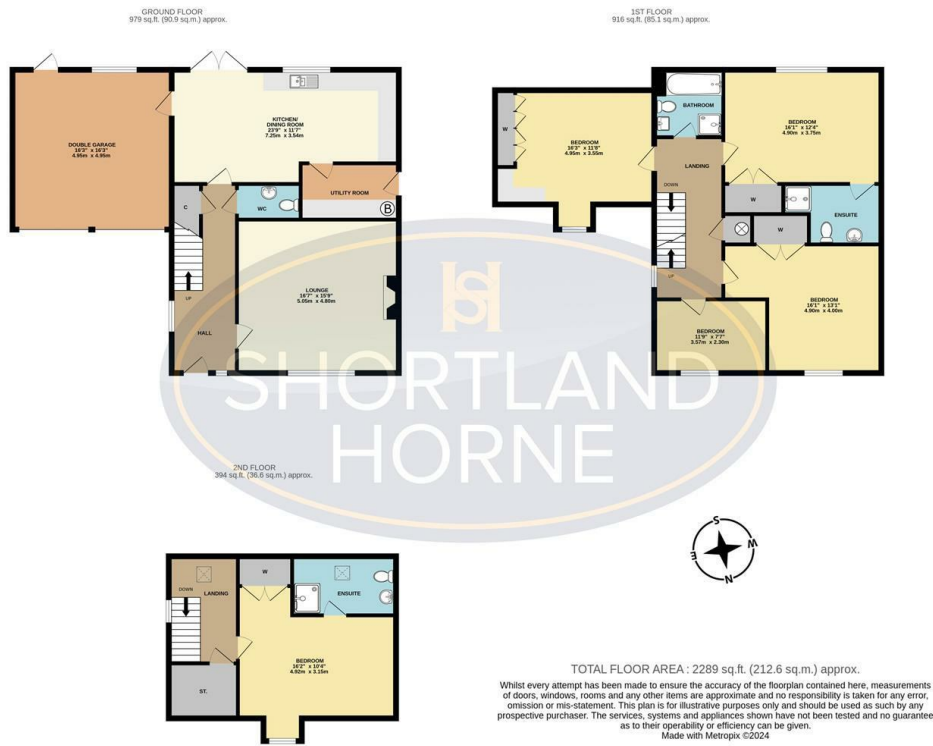 GROUND FLOOR
979 sq.ft. (90.9 sq.m.) approx.
DOUBLE GARAGE
16'3" x 16'3"
4.95m x 4.95m
KITCHEN/
DINING ROOM
23'9" x 11'7"
7.25m x 3.54m
UTILITY ROOM
B
C
WC
UP
LOUNGE
16'7" x 15'9"
5.05m x 4.80m
HALL
1ST FLOOR
916 sq.ft. (85.1 sq.m.) approx.
W
BEDROOM
16'3" x 11'8"
4.95m x 3.55m
BATHROOM
LANDING
DOWN
UP
BEDROOM
16'1" x 12'4"
4.90m x 3.75m
W
ENSUITE
W
BEDROOM
16'1" x 13'1"
4.90m x 4.00m
BEDROOM
11'9" x 7'7"
3.57m x 2.30m
SH
SHORTLAND
HORNE
2ND FLOOR
394 sq.ft. (36.6 sq.m.) approx.
DOWN
LANDING
W
ENSUITE
BEDROOM
16'2" x 10'4"
4.92m x 3.15m
ST.
S
W
E
N
TOTAL FLOOR AREA : 2289 sq.ft. (212.6 sq.m.) approx.
Whilst every attempt has been made to ensure the accuracy of the floorplan contained here, measurements
of doors, windows, rooms and any other items are approximate and no responsibility is taken for any error,
omission or mis-statement. This plan is for illustrative purposes only and should be used as such by any
prospective purchaser. The services, systems and appliances shown have not been tested and no guarantee
as to their operability or efficiency can be given.
Made with Metropix ©2024